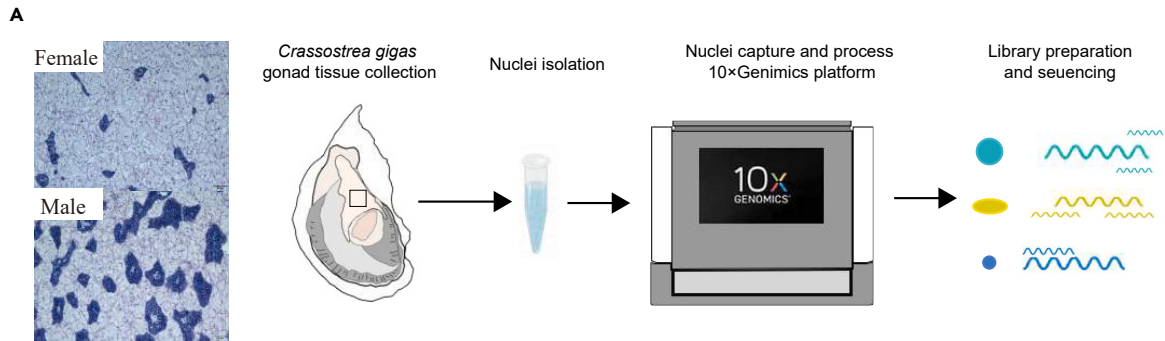 A
Female
Male
Crassostrea gigas
gonad tissue collection
Nuclei isolation
Nuclei capture and process
10×Genimics platform
10x
GENOMICS
Library preparation
and seuencing